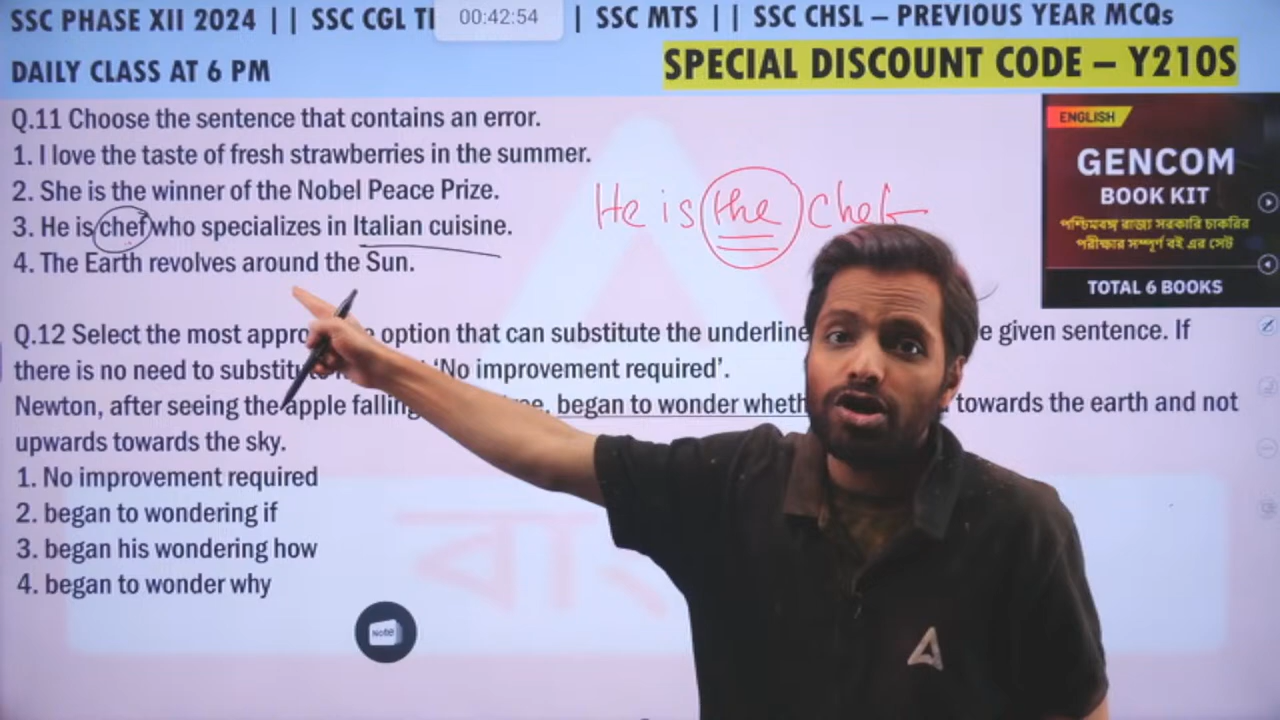 SSC PHASE XII 2024 || SSC CGL TI 00:42:54 | SSC MTS || SSC CHSL – PREVIOUS YEAR MCQs
DAILY CLASS AT 6 PM
SPECIAL DISCOUNT CODE – Y210S
Q.11 Choose the sentence that contains an error.
1. I love the taste of fresh strawberries in the summer.
2. She is the winner of the Nobel Peace Prize.
3. He is chef who specializes in Italian cuisine.
4. The Earth revolves around the Sun.
He is the chef
ENGLISH
GENCOM
BOOK KIT
পশ্চিমবঙ্গ রাজ্য সরকারি চাকরির
পরীক্ষার সম্পূর্ণ বই এর সেট
TOTAL 6 BOOKS
Q.12 Select the most option that can substitute the given sentence. If
there is no need to ‘No improvement required’.
Newton, after seeing the apple falling began to wonder towards the earth and not
upwards towards the sky.
1. No improvement required
2. began to wondering if
3. began his wondering how
4. began to wonder why
Note